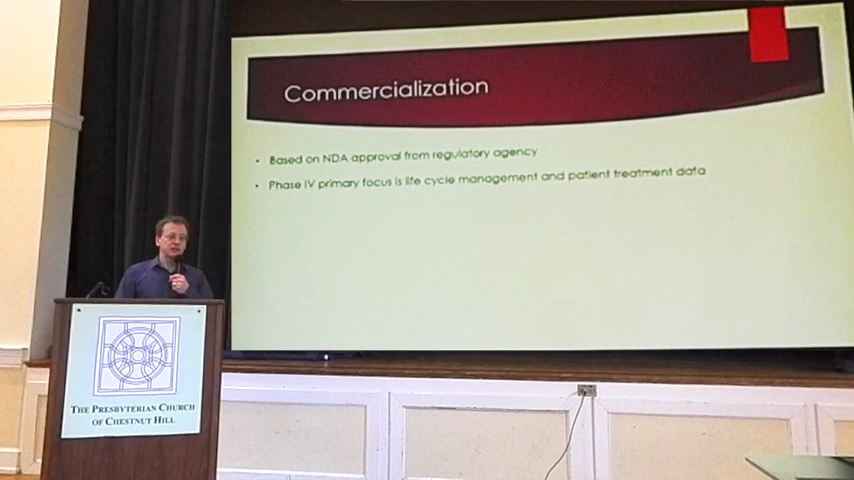 Commercialization
• Based on NDA approval from regulatory agency
• Phase IV primary focus is life cycle management and patient treatment data
THE PRESBYTERIAN CHURCH
OF CHESTNUT HILL